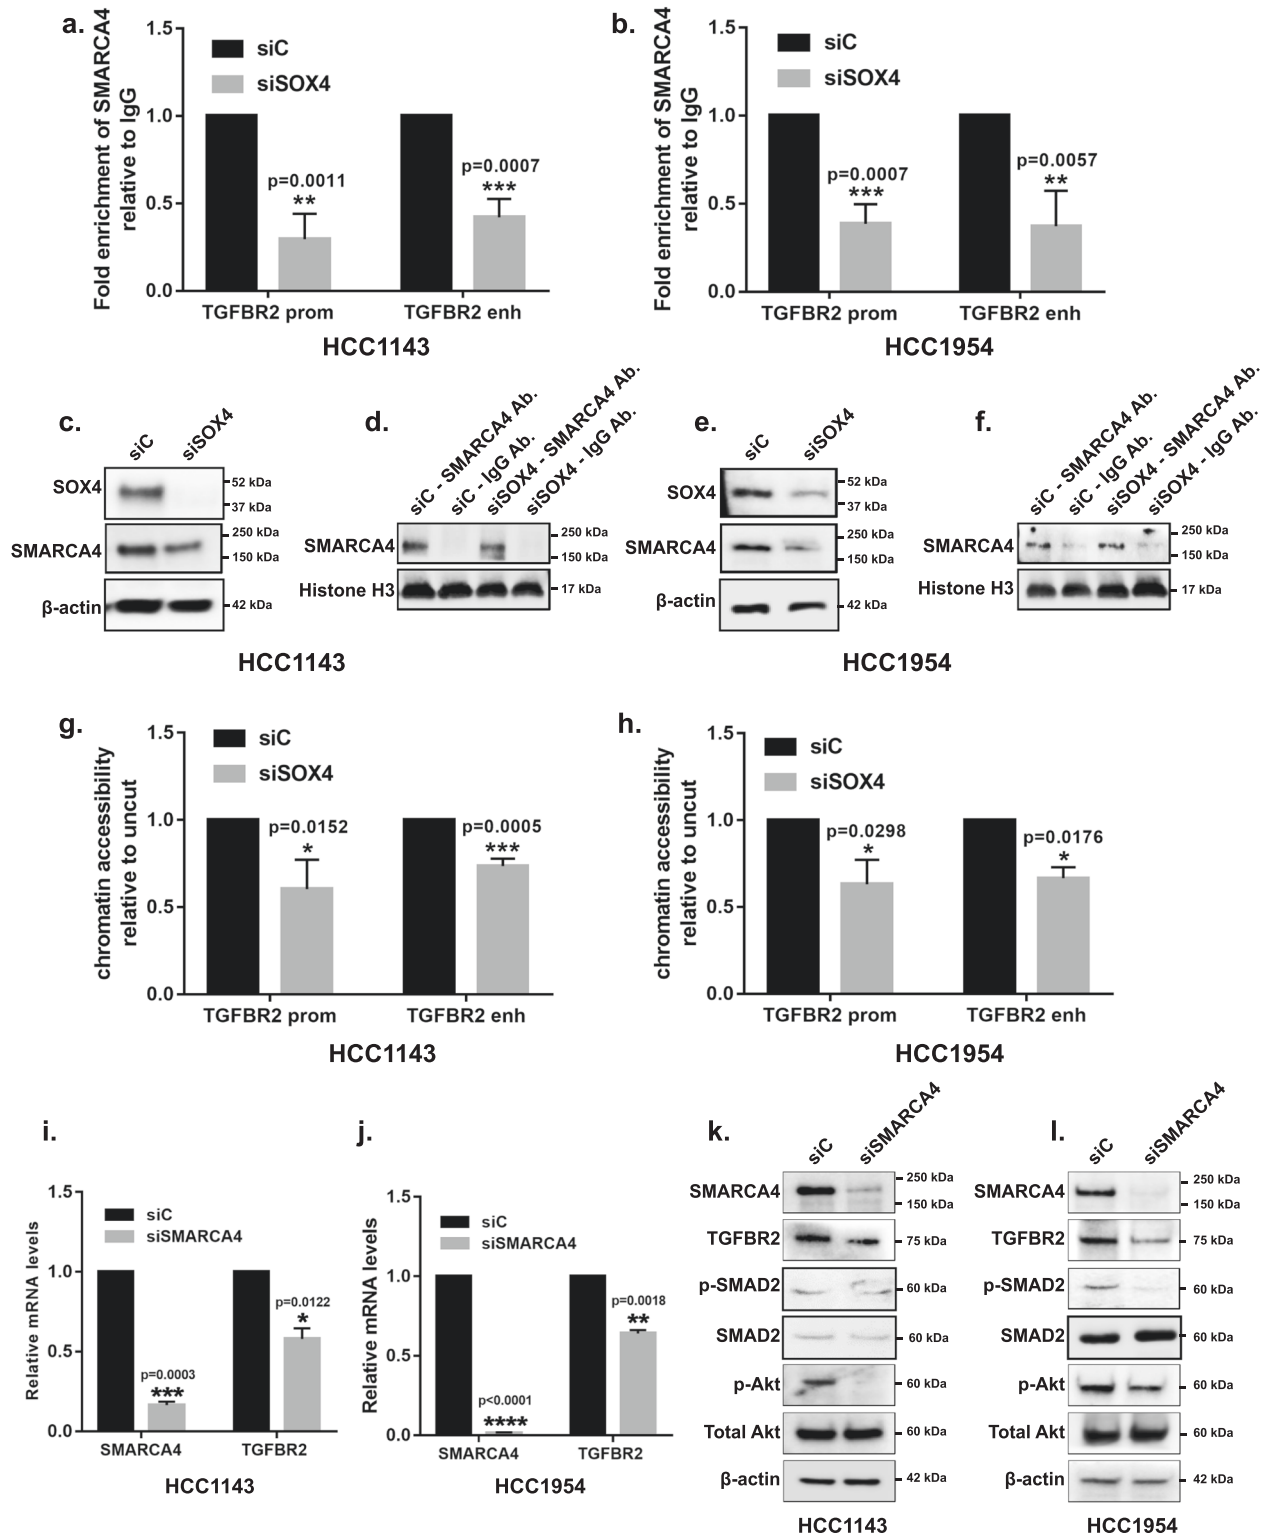 a.
Fold enrichment of SMARCA4
relative to IgG
1.5
1.0
0.5
0.0
siC
siSOX4
p=0.0011
**
p=0.0007
***
TGFBR2 prom
TGFBR2 enh
HCC1143
b.
Fold enrichment of SMARCA4
relative to IgG
1.5
1.0
0.5
0.0
siC
siSOX4
p=0.0007
***
p=0.0057
**
TGFBR2 prom
TGFBR2 enh
HCC1954
c.
siC
siSOX4
SOX4
52 kDa
37 kDa
SMARCA4
250 kDa
150 kDa
β-actin
42 kDa
d.
siC - SMARCA4 Ab.
siC - IgG Ab.
siSOX4 - SMARCA4 Ab.
siSOX4 - IgG Ab.
SMARCA4
250 kDa
150 kDa
Histone H3
17 kDa
HCC1143
e.
siC
siSOX4
SOX4
52 kDa
37 kDa
SMARCA4
250 kDa
150 kDa
β-actin
42 kDa
f.
siC - SMARCA4 Ab.
siC - IgG Ab.
siSOX4 - SMARCA4 Ab.
siSOX4 - IgG Ab.
SMARCA4
250 kDa
150 kDa
Histone H3
17 kDa
HCC1954
g.
chromatin accessibility
relative to uncut
1.5
1.0
0.5
0.0
siC
siSOX4
p=0.0152
*
p=0.0005
***
TGFBR2 prom
TGFBR2 enh
HCC1143
h.
chromatin accessibility
relative to uncut
1.5
1.0
0.5
0.0
siC
siSOX4
p=0.0298
*
p=0.0176
*
TGFBR2 prom
TGFBR2 enh
HCC1954
i.
Relative mRNA levels
1.5
1.0
0.5
0.0
siC
siSMARCA4
p=0.0003
***
p=0.0122
*
SMARCA4
TGFBR2
HCC1143
j.
Relative mRNA levels
1.5
1.0
0.5
0.0
siC
siSMARCA4
p<0.0001
****
p=0.0018
**
SMARCA4
TGFBR2
HCC1954
k.
siC
siSMARCA4
SMARCA4
250 kDa
150 kDa
TGFBR2
75 kDa
p-SMAD2
60 kDa
SMAD2
60 kDa
p-Akt
60 kDa
Total Akt
60 kDa
β-actin
42 kDa
HCC1143
l.
siC
siSMARCA4
SMARCA4
250 kDa
150 kDa
TGFBR2
75 kDa
p-SMAD2
60 kDa
SMAD2
60 kDa
p-Akt
60 kDa
Total Akt
60 kDa
β-actin
42 kDa
HCC1954